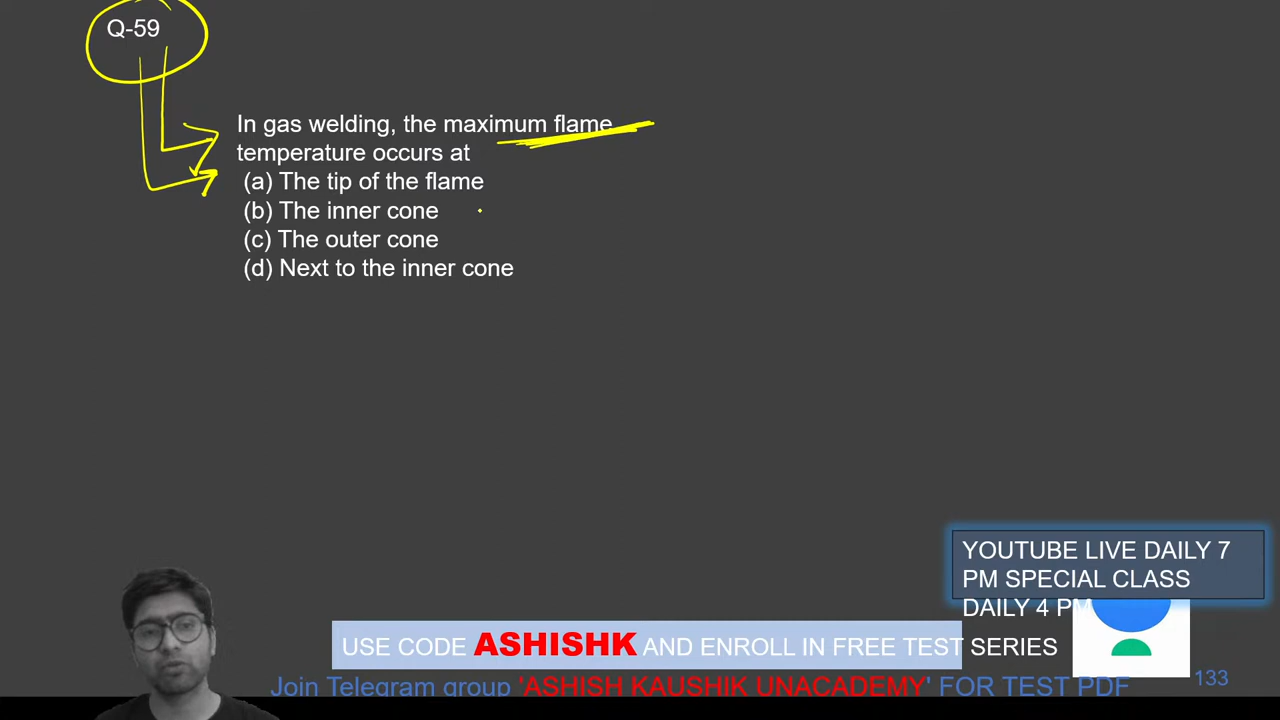 Q-59
In gas welding, the maximum flame
temperature occurs at
(a) The tip of the flame
(b) The inner cone
(c) The outer cone
(d) Next to the inner cone
YOUTUBE LIVE DAILY 7
PM SPECIAL CLASS
DAILY 4 PM
USE CODE ASHISHK AND ENROLL IN FREE TEST SERIES
Join Telegram group 'ASHISH KAUSHIK UNACADEMY' FOR TEST PDF
133